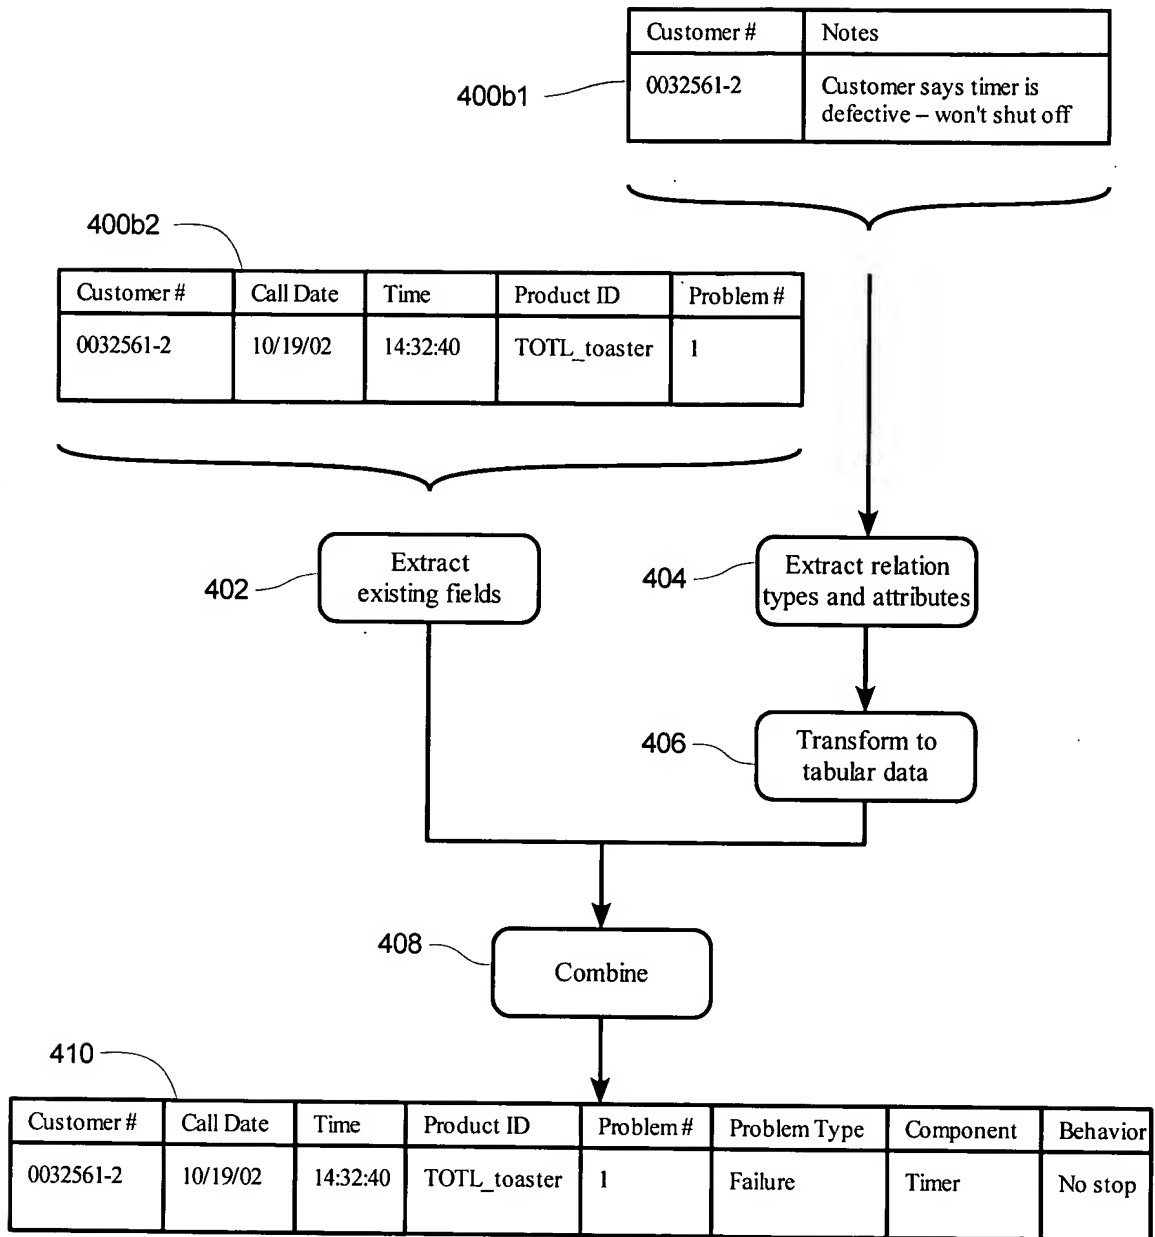 Customer # Notes
400b1
0032561-2 Customer says timer is
defective – won't shut off
400b2
Customer # Call Date Time Product ID Problem #
0032561-2 10/19/02 14:32:40 TOTL_toaster 1
402
Extract
existing fields
404
Extract relation
types and attributes
406
Transform to
tabular data
408
Combine
410
Customer # Call Date Time Product ID Problem # Problem Type Component Behavior
0032561-2 10/19/02 14:32:40 TOTL_toaster 1 Failure Timer No stop